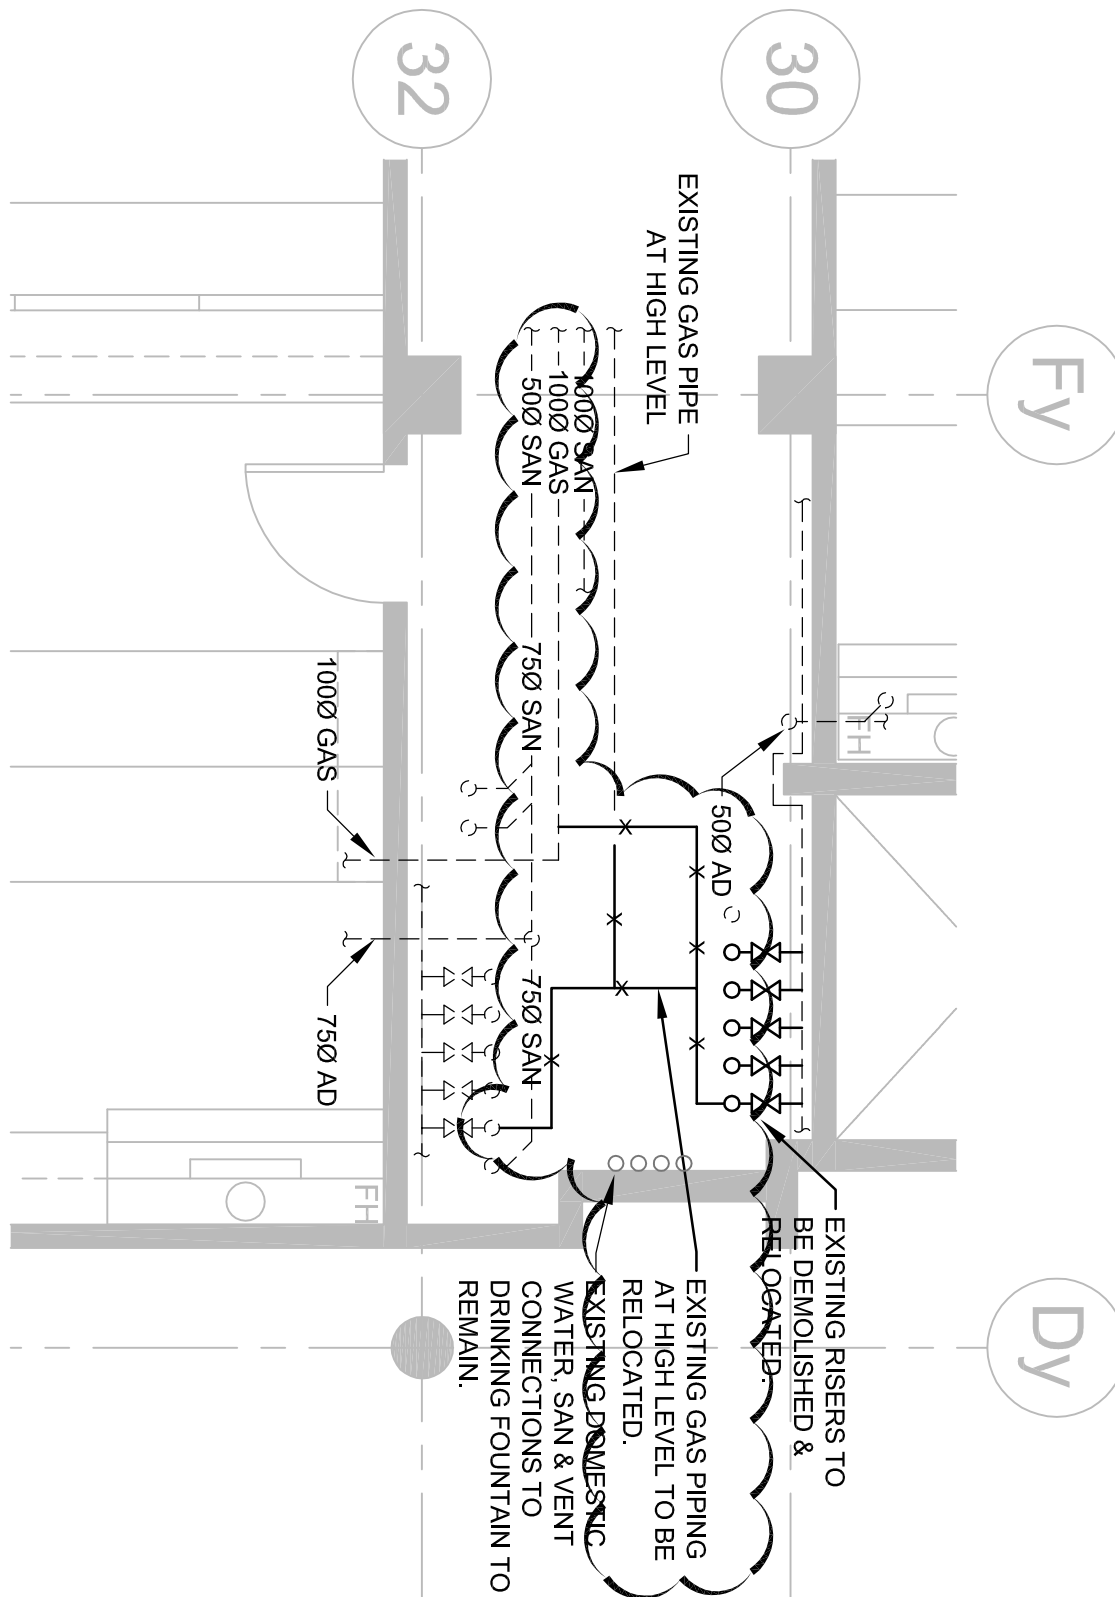 32
30
Fy
Dy
EXISTING GAS PIPE
AT HIGH LEVEL
100Ø SAN
100Ø GAS
50Ø SAN
75Ø SAN
100Ø GAS
75Ø AD
75Ø SAN
50Ø AD
FH
FH
EXISTING RISERS TO
BE DEMOLISHED &
RELOCATED.
EXISTING GAS PIPING
AT HIGH LEVEL TO BE
RELOCATED.
EXISTING DOMESTIC
WATER, SAN & VENT
CONNECTIONS TO
DRINKING FOUNTAIN TO
REMAIN.